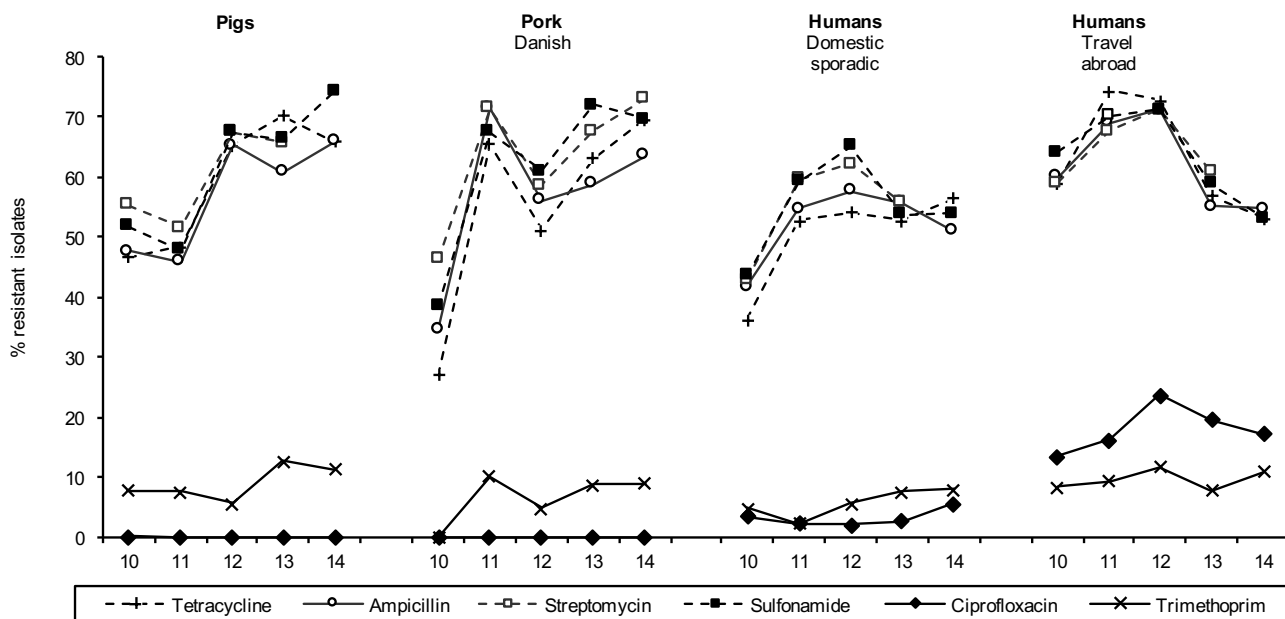 Pigs
Pork
Danish
Humans
Domestic
sporadic
Humans
Travel
abroad
% resistant isolates
80
70
60
50
40
30
20
10
0
10 11 12 13 14 10 11 12 13 14 10 11 12 13 14 10 11 12 13 14
Tetracycline Ampicillin Streptomycin Sulfonamide Ciprofloxacin Trimethoprim